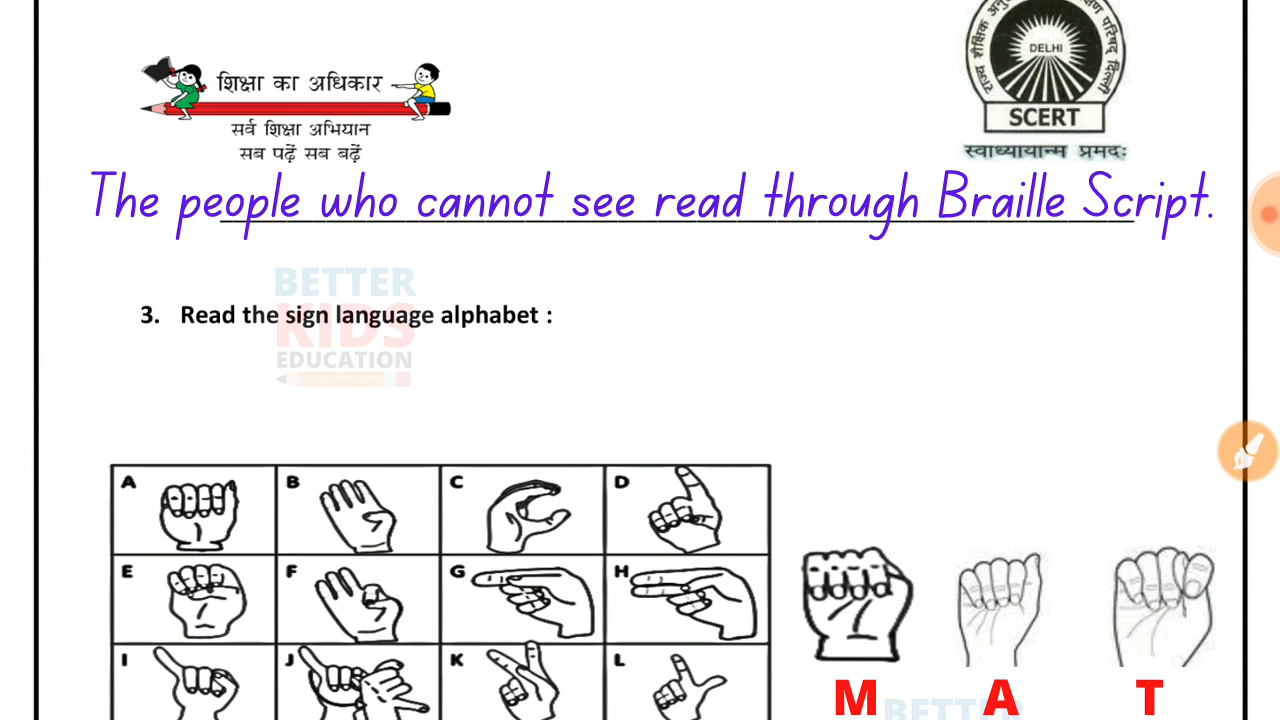 शिक्षा का अधिकार
सर्व शिक्षा अभियान
सब पढ़ें सब बढ़ें
DELHI
SCERT
स्वाध्यायान्म प्रमदः
The people who cannot see read through Braille Script.
BETTER
KIDS
EDUCATION
3. Read the sign language alphabet :
A B C D
E F G H
I J K L
M A T
BETTER